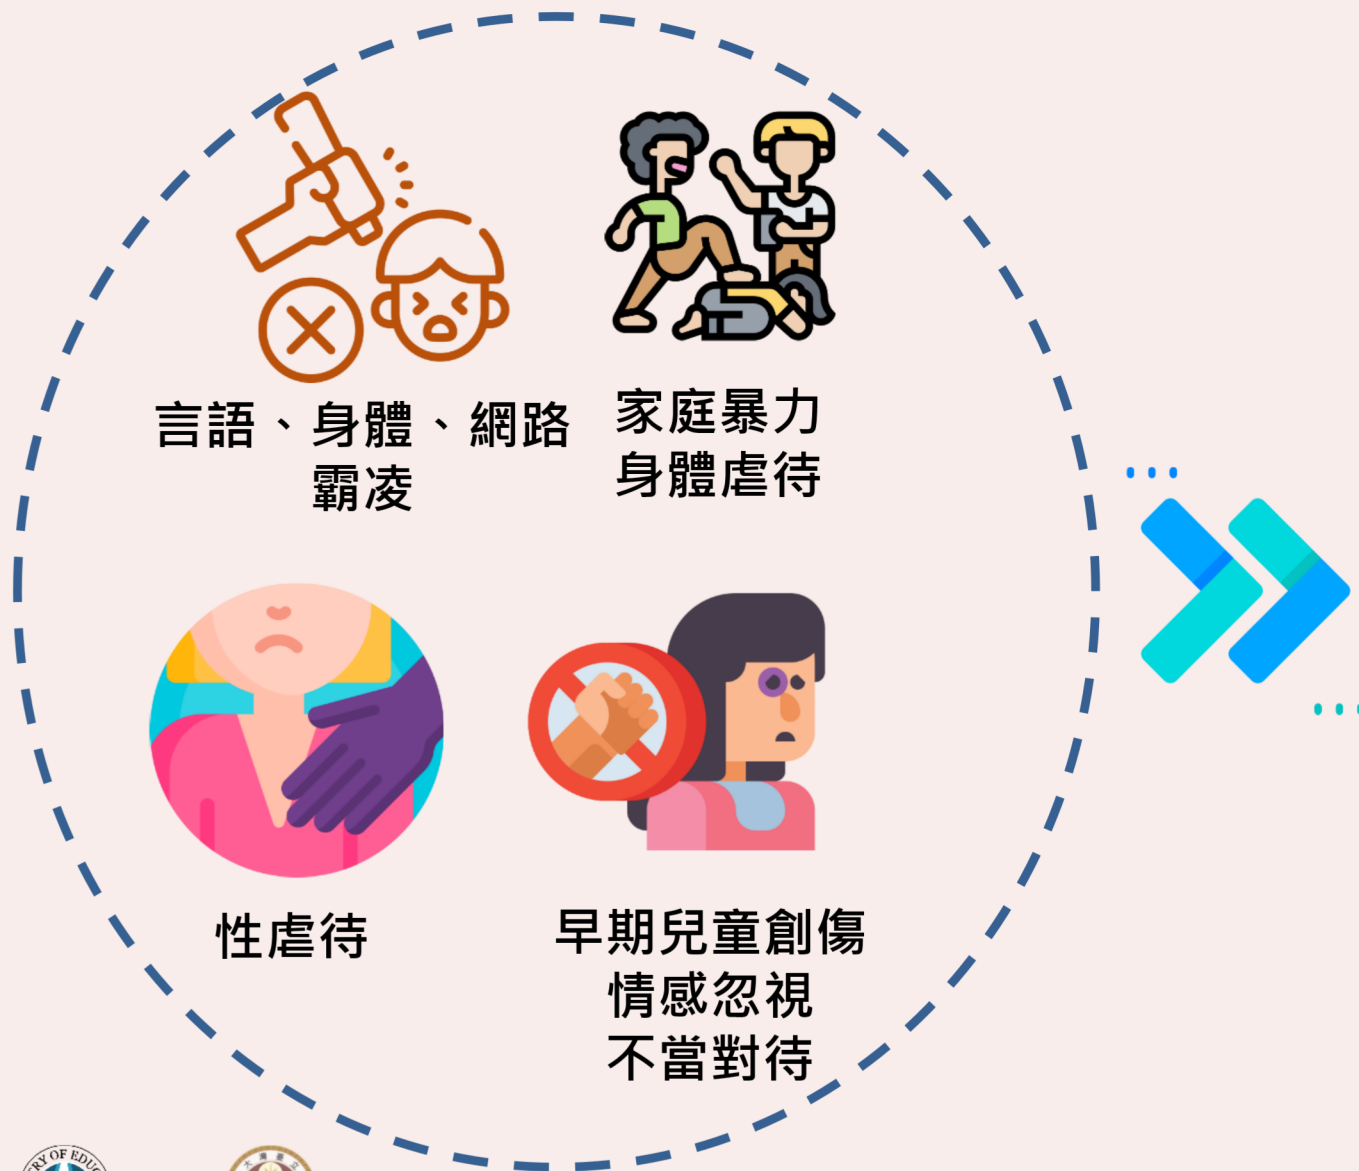 言語、身體、網路
霸凌
家庭暴力
身體虐待
性虐待
早期兒童創傷
情感忽視
不當對待